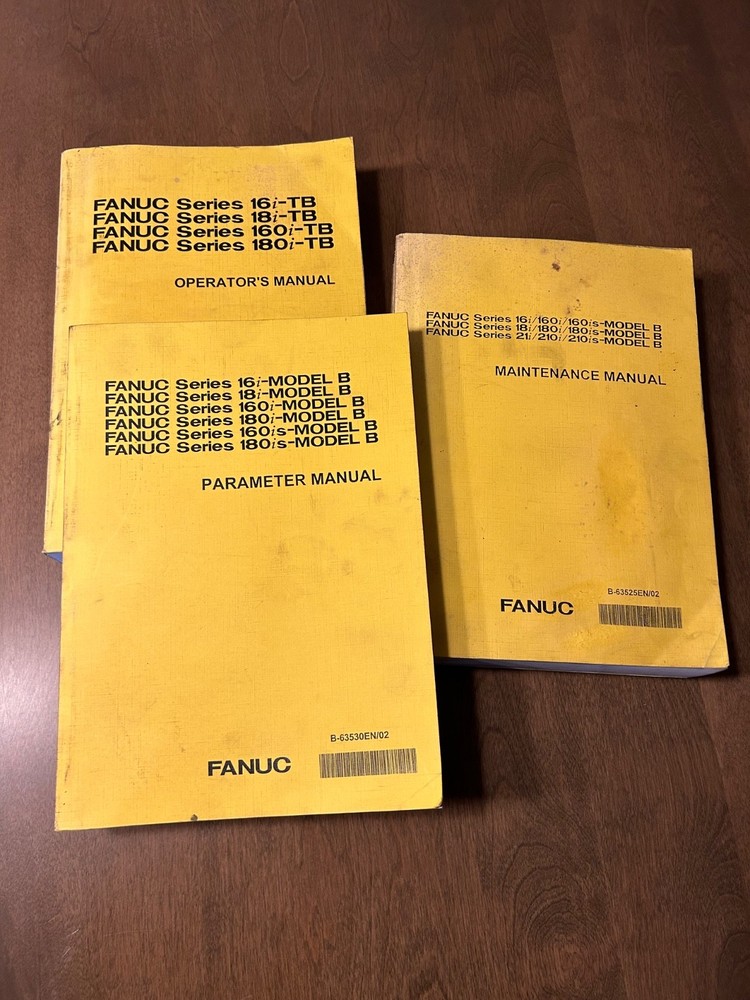 FANUC Series 16i-TB
FANUC Series 18i-TB
FANUC Series 160i-TB
FANUC Series 180i-TB
OPERATOR'S MANUAL
FANUC Series 16i/160i/160is-MODEL B
FANUC Series 18i/180i/180is-MODEL B
FANUC Series 21i/210i/210is-MODEL B
MAINTENANCE MANUAL
B-63525EN/02
FANUC
FANUC Series 16i-MODEL B
FANUC Series 18i-MODEL B
FANUC Series 160i-MODEL B
FANUC Series 180i-MODEL B
FANUC Series 160is-MODEL B
FANUC Series 180is-MODEL B
PARAMETER MANUAL
B-63530EN/02
FANUC